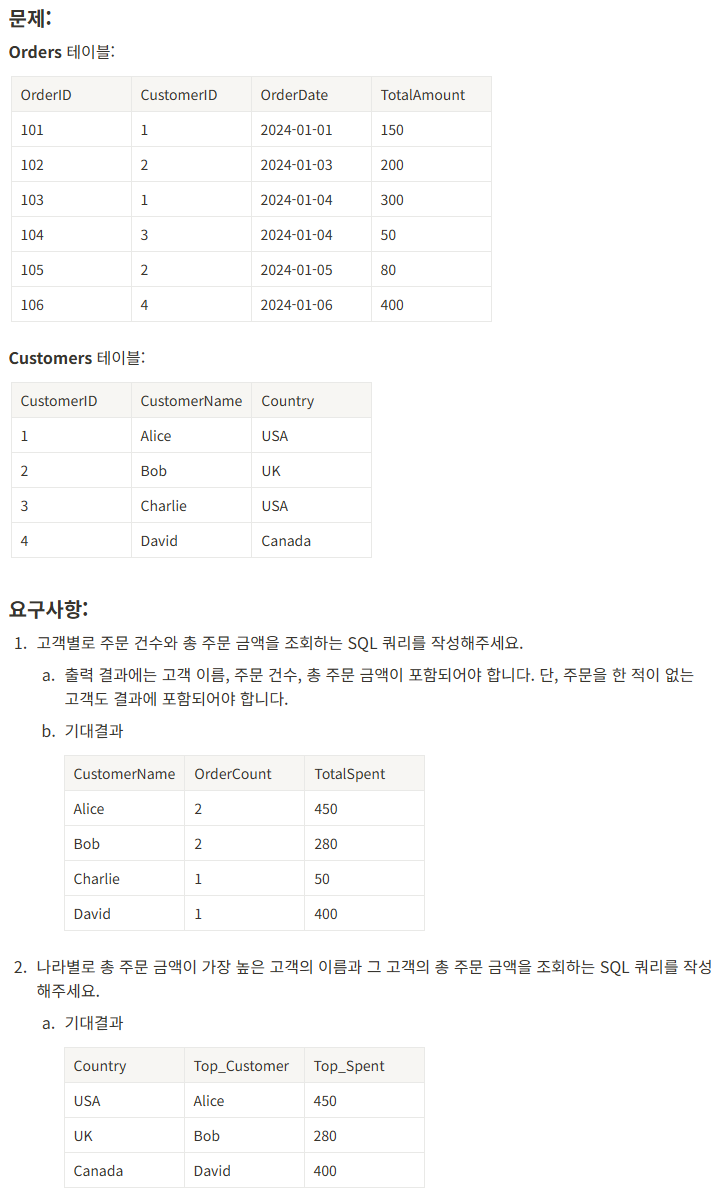 문제:
Orders 테이블:
OrderID CustomerID OrderDate TotalAmount
101 1 2024-01-01 150
102 2 2024-01-03 200
103 1 2024-01-04 300
104 3 2024-01-04 50
105 2 2024-01-05 80
106 4 2024-01-06 400
Customers 테이블:
CustomerID CustomerName Country
1 Alice USA
2 Bob UK
3 Charlie USA
4 David Canada
요구사항:
1. 고객별로 주문 건수와 총 주문 금액을 조회하는 SQL 쿼리를 작성해주세요.
a. 출력 결과에는 고객 이름, 주문 건수, 총 주문 금액이 포함되어야 합니다. 단, 주문을 한 적이 없는
고객도 결과에 포함되어야 합니다.
b. 기대결과
CustomerName OrderCount TotalSpent
Alice 2 450
Bob 2 280
Charlie 1 50
David 1 400
2. 나라별로 총 주문 금액이 가장 높은 고객의 이름과 그 고객의 총 주문 금액을 조회하는 SQL 쿼리를 작성
해주세요.
a. 기대결과
Country Top_Customer Top_Spent
USA Alice 450
UK Bob 280
Canada David 400